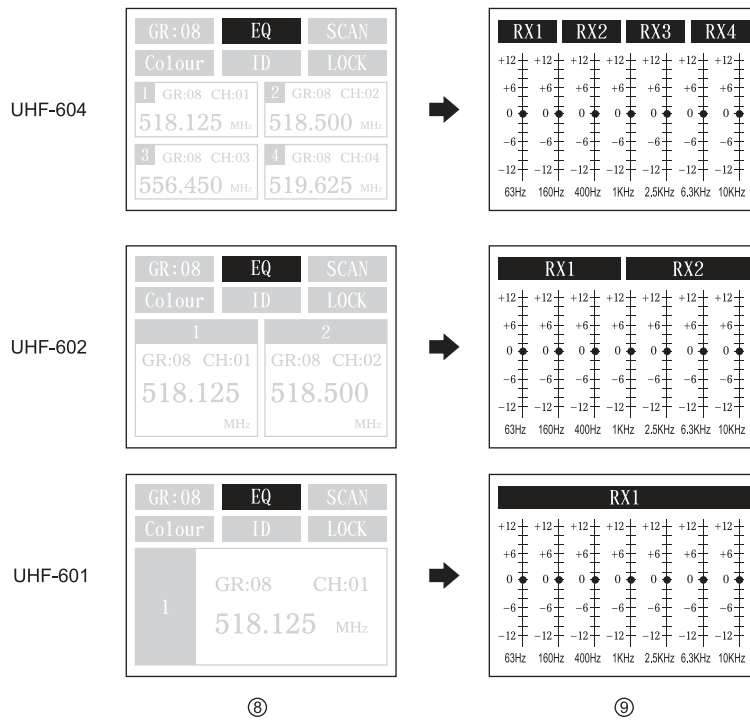 GR:08 EQ SCAN
Colour ID LOCK
1 GR:08 CH:01 2 GR:08 CH:02
518.125 MHz 518.500 MHz
3 GR:08 CH:03 4 GR:08 CH:04
556.450 MHz 519.625 MHz
UHF-604
RX1 RX2 RX3 RX4
+12 +12 +12 +12 +12 +12 +12
+6 +6 +6 +6 +6 +6 +6
0 0 0 0 0 0 0
-6 -6 -6 -6 -6 -6 -6
-12 -12 -12 -12 -12 -12 -12
63Hz 160Hz 400Hz 1KHz 2.5KHz 6.3KHz 10KHz
GR:08 EQ SCAN
Colour ID LOCK
1 2
GR:08 CH:01 GR:08 CH:02
518.125 518.500
MHz MHz
UHF-602
RX1 RX2
+12 +12 +12 +12 +12 +12 +12
+6 +6 +6 +6 +6 +6 +6
0 0 0 0 0 0 0
-6 -6 -6 -6 -6 -6 -6
-12 -12 -12 -12 -12 -12 -12
63Hz 160Hz 400Hz 1KHz 2.5KHz 6.3KHz 10KHz
GR:08 EQ SCAN
Colour ID LOCK
GR:08 CH:01
1
518.125 MHz
UHF-601
RX1
+12 +12 +12 +12 +12 +12 +12
+6 +6 +6 +6 +6 +6 +6
0 0 0 0 0 0 0
-6 -6 -6 -6 -6 -6 -6
-12 -12 -12 -12 -12 -12 -12
63Hz 160Hz 400Hz 1KHz 2.5KHz 6.3KHz 10KHz
⑧ ⑨